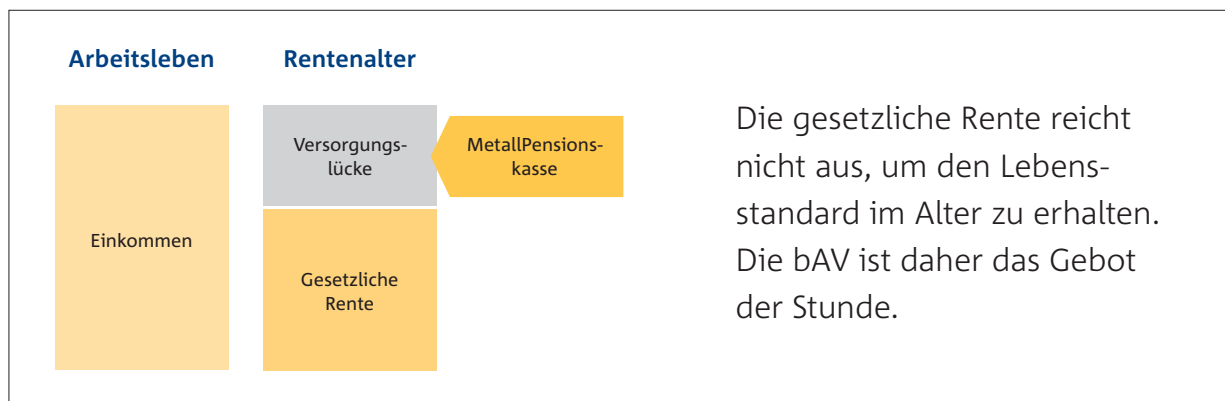 Arbeitsleben
Rentenalter
Einkommen
Versorgungs-
lücke
MetallPensions-
kasse
Gesetzliche
Rente
Die gesetzliche Rente reicht
nicht aus, um den Lebens-
standard im Alter zu erhalten.
Die bAV ist daher das Gebot
der Stunde.